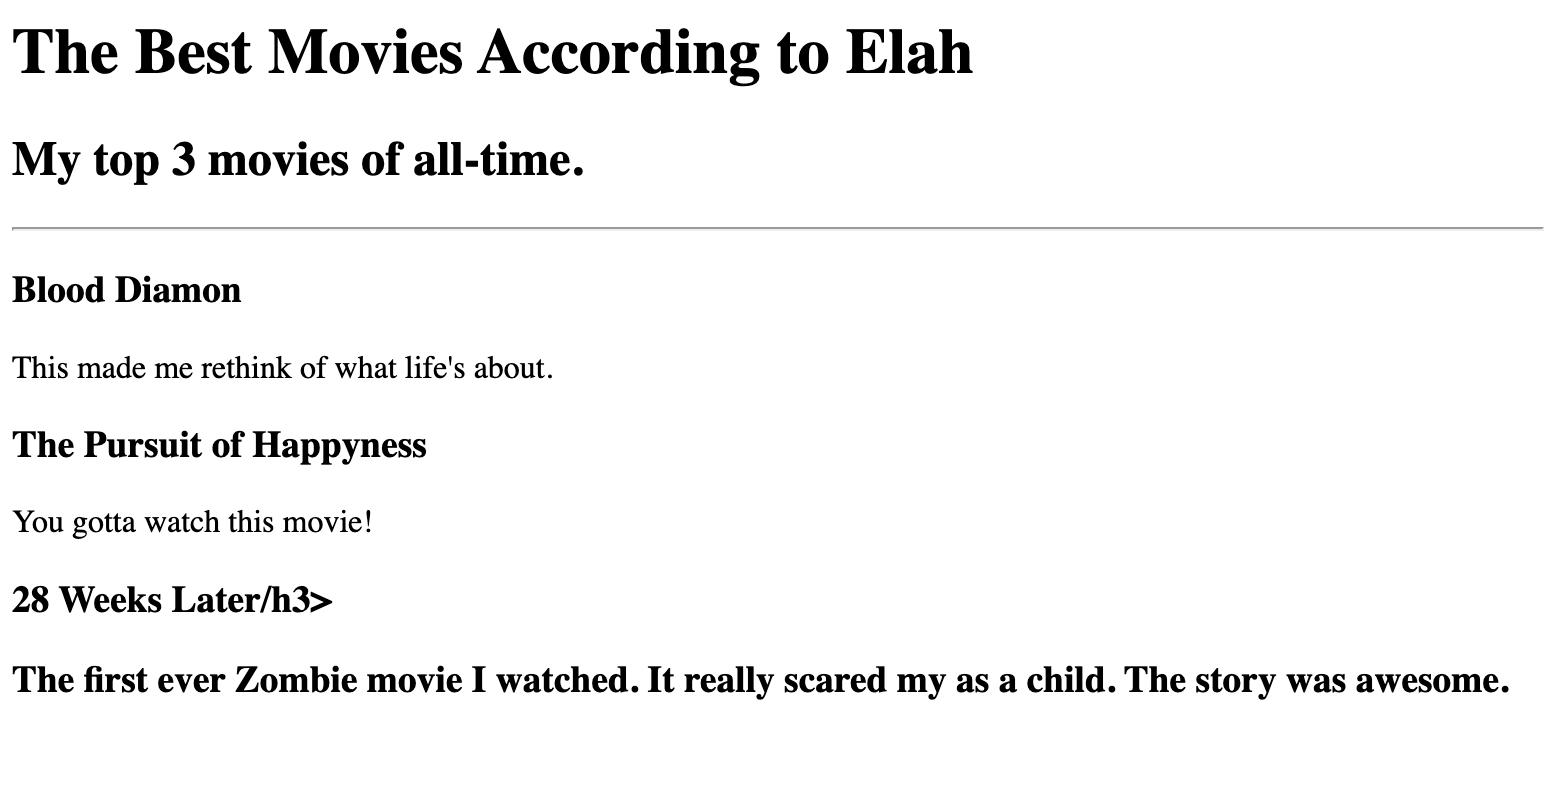 The Best Movies According to Elah
My top 3 movies of all-time.
Blood Diamon
This made me rethink of what life's about.
The Pursuit of Happyness
You gotta watch this movie!
28 Weeks Later/h3>
The first ever Zombie movie I watched. It really scared my as a child. The story was awesome.